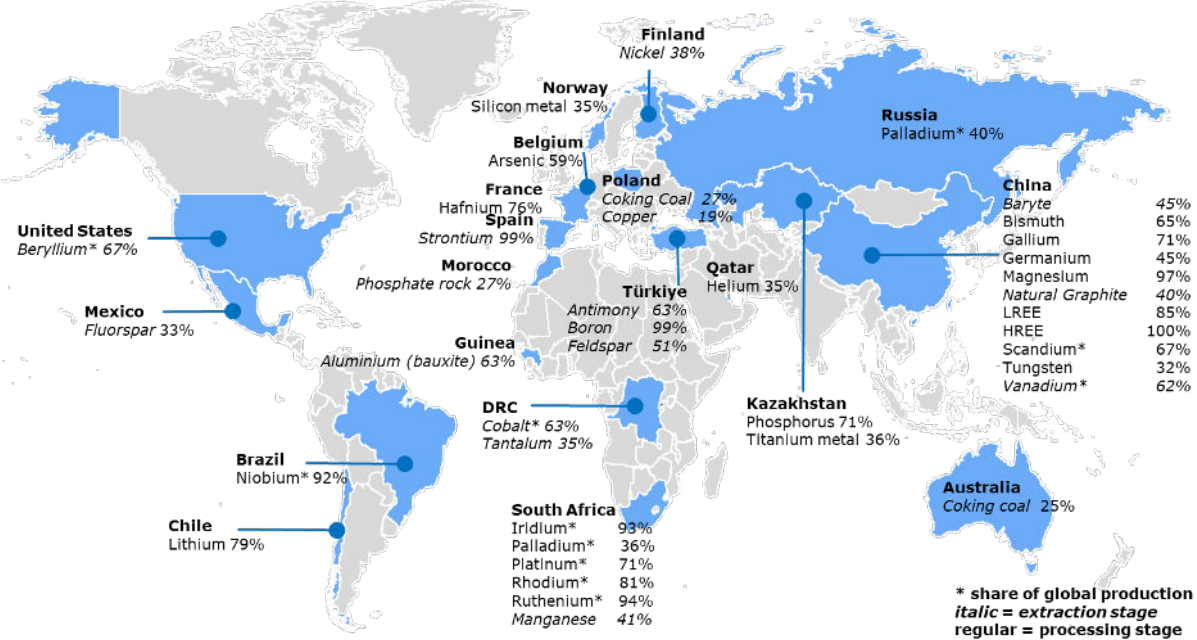 Finland
Nickel 38%
Norway
Silicon metal 35%
Belgium
Arsenic 59%
France
Hafnium 76%
Spain
Strontium 99%
Morocco
Phosphate rock 27%
Poland
Coking Coal 27%
Copper 19%
Russia
Palladium* 40%
China
Baryte 45%
Bismuth 65%
Gallium 71%
Germanium 45%
Magnesium 97%
Natural Graphite 40%
LREE 85%
HREE 100%
Scandium* 67%
Tungsten 32%
Vanadium* 62%
United States
Beryllium* 67%
Mexico
Fluorspar 33%
Qatar
Helium 35%
Türkiye
Antimony 63%
Boron 99%
Feldspar 51%
Guinea
Aluminium (bauxite) 63%
DRC
Cobalt* 63%
Tantalum 35%
Kazakhstan
Phosphorus 71%
Titanium metal 36%
Brazil
Niobium* 92%
Chile
Lithium 79%
South Africa
Iridium* 93%
Palladium* 36%
Platinum* 71%
Rhodium* 81%
Ruthenium* 94%
Manganese 41%
Australia
Coking coal 25%
* share of global production
italic = extraction stage
regular = processing stage